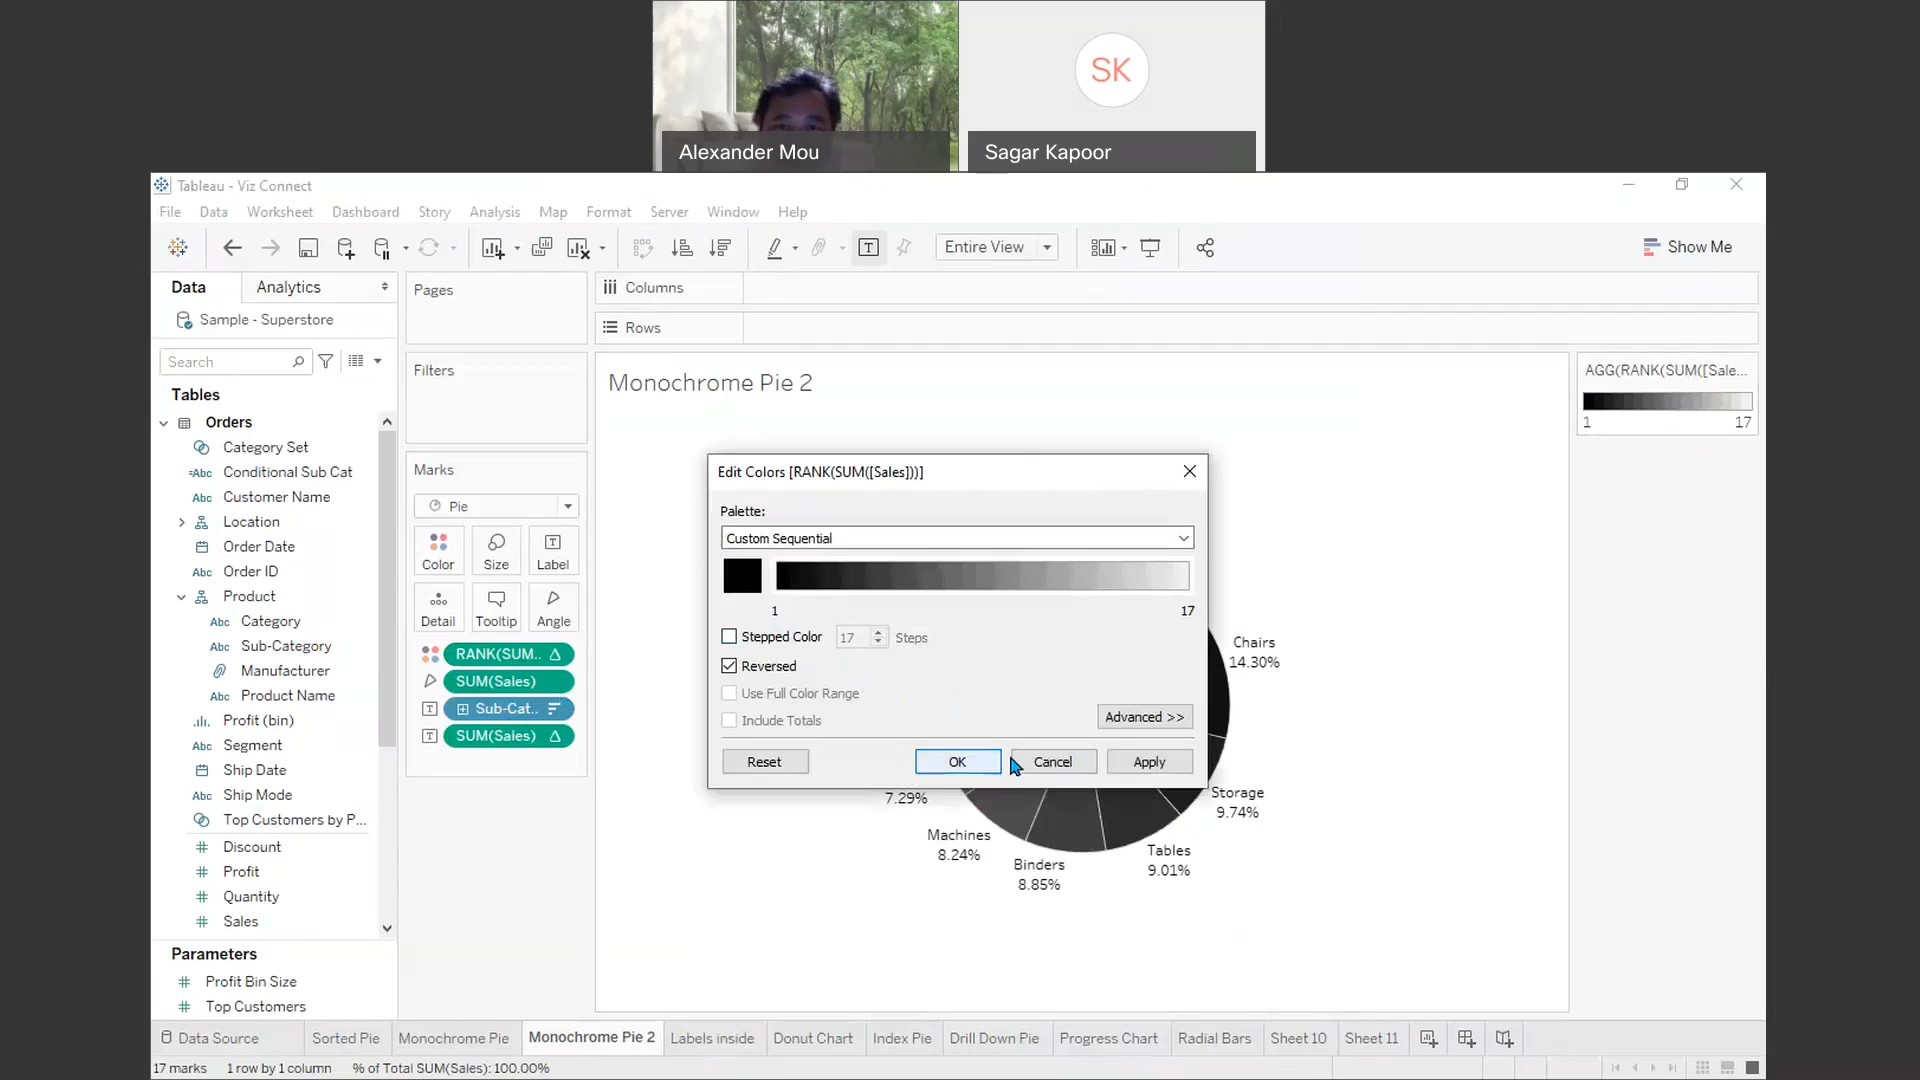 SK
Alexander Mou
Sagar Kapoor
Tableau - Viz Connect
File Data Worksheet Dashboard Story Analysis Map Format Server Window Help
Entire View
Show Me
Data Analytics
Sample - Superstore
Search
Tables
Orders
Category Set
=Abc Conditional Sub Cat
Abc Customer Name
Location
Order Date
Abc Order ID
Product
Abc Category
Abc Sub-Category
Manufacturer
Abc Product Name
Profit (bin)
Abc Segment
Ship Date
Abc Ship Mode
Top Customers by P...
# Discount
# Profit
# Quantity
# Sales
Parameters
# Profit Bin Size
# Top Customers
Pages
Filters
Marks
Pie
Color Size Label
Detail Tooltip Angle
RANK(SUM.. Δ
SUM(Sales)
T Sub-Cat..
T SUM(Sales) Δ
Columns
Rows
Monochrome Pie 2
Edit Colors [RANK(SUM([Sales]))]
Palette:
Custom Sequential
1 17
Stepped Color 17 Steps
Reversed
Use Full Color Range
Include Totals
Advanced >>
Reset OK Cancel Apply
Chairs
14.30%
Storage
9.74%
Tables
9.01%
Binders
8.85%
Machines
8.24%
7.29%
AGG(RANK(SUM([Sale...
1 17
Data Source Sorted Pie Monochrome Pie Monochrome Pie 2 Labels inside Donut Chart Index Pie Drill Down Pie Progress Chart Radial Bars Sheet 10 Sheet 11
17 marks 1 row by 1 column % of Total SUM(Sales): 100.00%